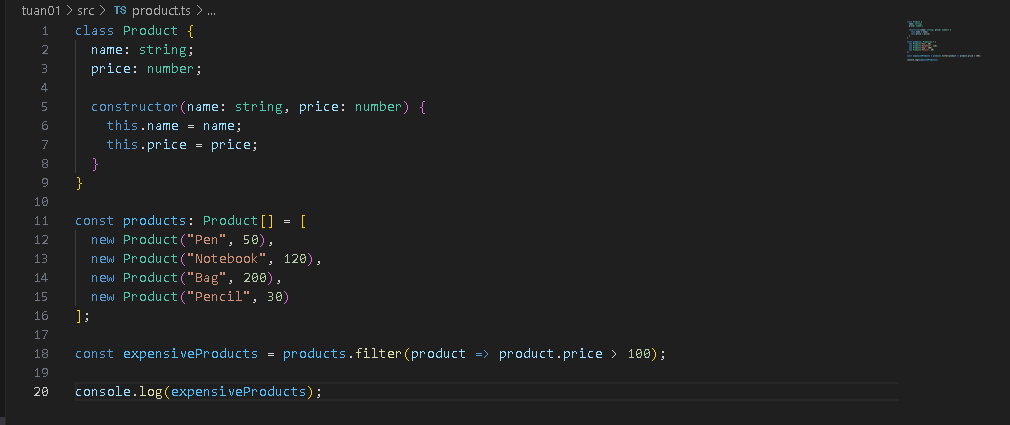 tuan01 > src > TS product.ts > ...
1 class Product {
2   name: string;
3   price: number;
4
5   constructor(name: string, price: number) {
6     this.name = name;
7     this.price = price;
8   }
9 }
10
11 const products: Product[] = [
12   new Product("Pen", 50),
13   new Product("Notebook", 120),
14   new Product("Bag", 200),
15   new Product("Pencil", 30)
16 ];
17
18 const expensiveProducts = products.filter(product => product.price > 100);
19
20 console.log(expensiveProducts);